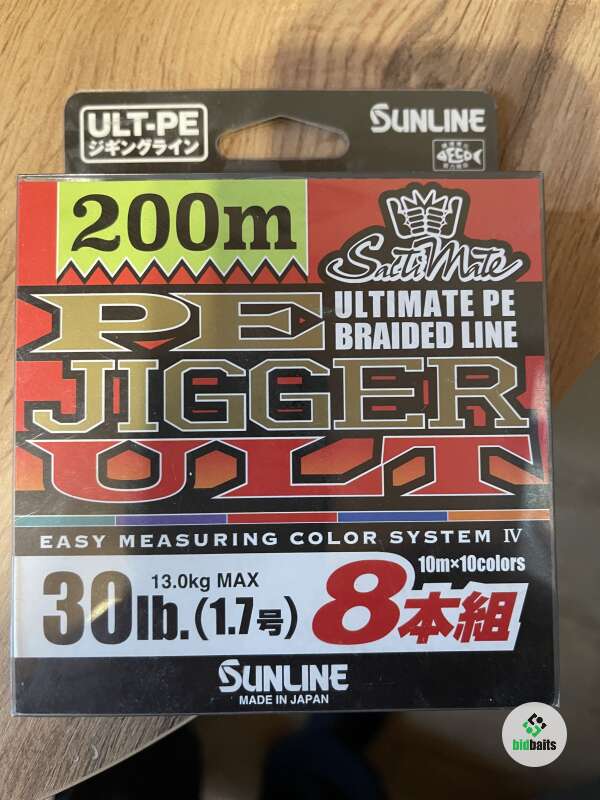 ULT-PE
ジギングライン
SUNLINE
200m
SaltiMate
PE
ULTIMATE PE
BRAIDED LINE
JIGGER
ULT
EASY MEASURING COLOR SYSTEM IV
10m×10colors
13.0kg MAX
30lb.(1.7号)
8本組
SUNLINE
MADE IN JAPAN
bidbaits